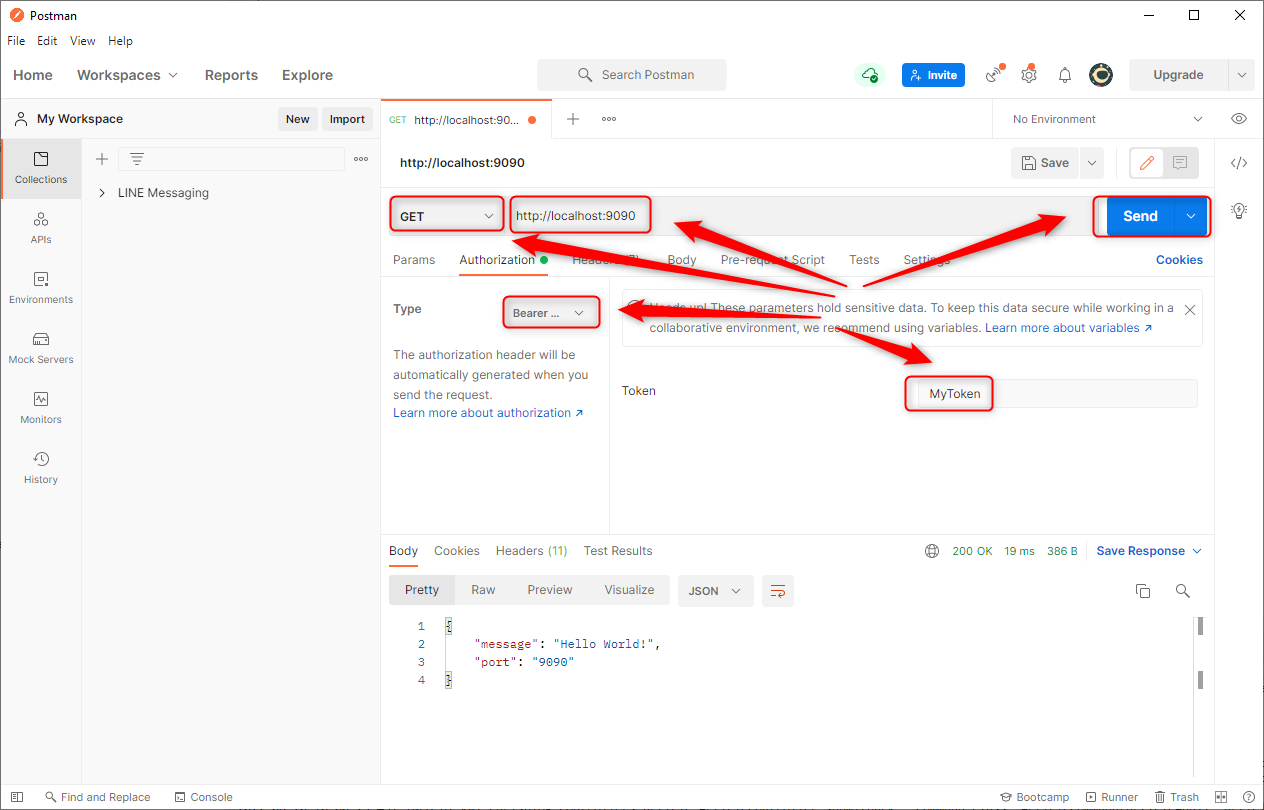 Postman
File Edit View Help
Home Workspaces Reports Explore Search Postman Invite Upgrade
My Workspace New Import GET http://localhost:90... No Environment
Collections
APIs
Environments
Mock Servers
Monitors
History
LINE Messaging
http://localhost:9090 Save
GET http://localhost:9090 Send
Params Authorization Headers (7) Body Pre-request Script Tests Settings Cookies
Type Bearer ...
The authorization header will be
automatically generated when you
send the request.
Learn more about authorization ↗
Heads up! These parameters hold sensitive data. To keep this data secure while working in a
collaborative environment, we recommend using variables. Learn more about variables ↗
Token MyToken
Body Cookies Headers (11) Test Results 200 OK 19 ms 386 B Save Response
Pretty Raw Preview Visualize JSON
1 {
2 "message": "Hello World!",
3 "port": "9090"
4 }
Find and Replace Console Bootcamp Runner Trash